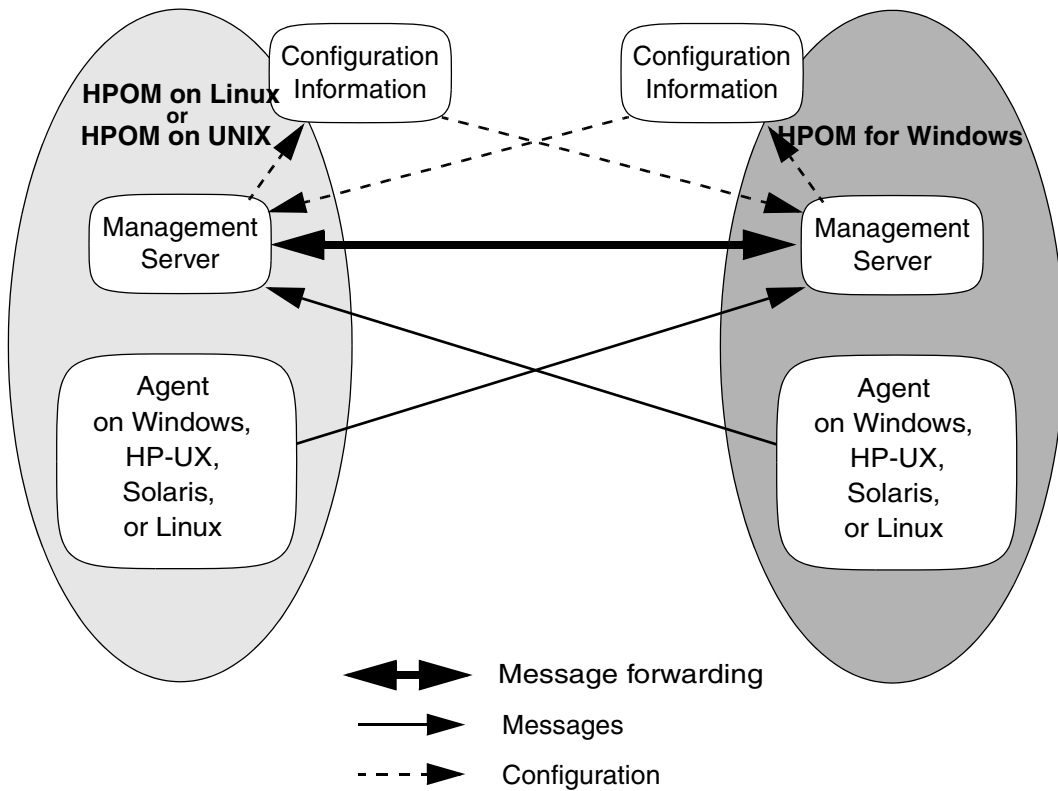 Configuration
Information
Configuration
Information
HPOM on Linux
or
HPOM on UNIX
HPOM for Windows
Management
Server
Management
Server
Agent
on Windows,
HP-UX,
Solaris,
or Linux
Agent
on Windows,
HP-UX,
Solaris,
or Linux
Message forwarding
Messages
Configuration